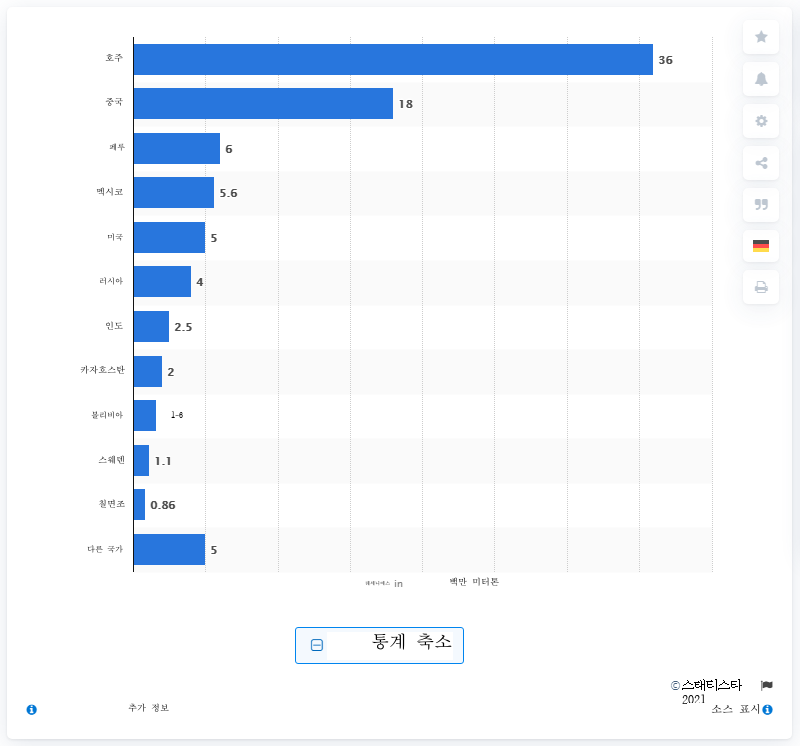 호주 36
중국 18
페루 6
멕시코 5.6
미국 5
러시아 4
인도 2.5
카자흐스탄 2
볼리비아 1-6
스웨덴 1.1
칠면조 0.86
다른 국가 5
in 백만 미터톤
통계 축소
© 스태티스타
2021
추가 정보
소스 표시